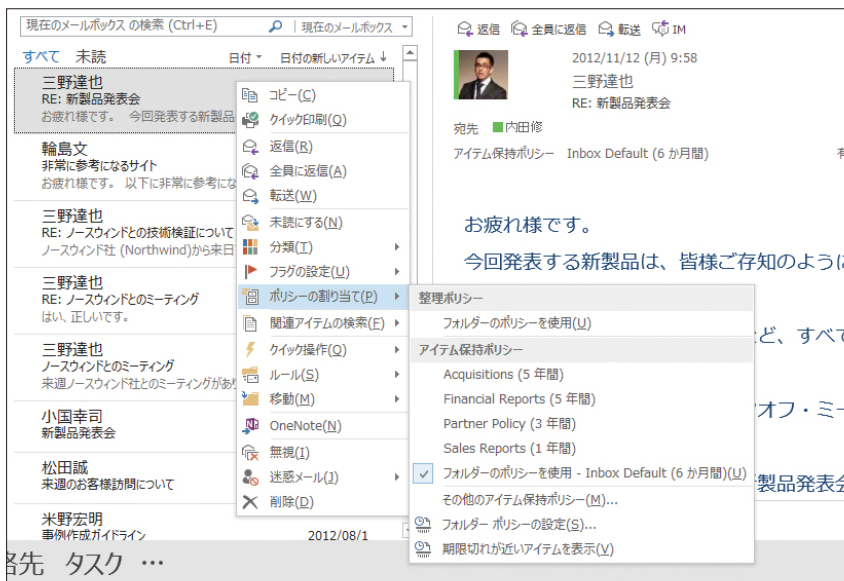 現在のメールボックス の検索 (Ctrl+E)
現在のメールボックス
すべて 未読
日付 日付の新しいアイテム ↓
三野達也
RE: 新製品発表会
お疲れ様です。 今回発表する新製品
輪島文
非常に参考になるサイト
お疲れ様です。 以下に非常に参考にな
三野達也
RE: ノースウィンドとの技術検証について
ノースウィンド社 (Northwind)から来日
三野達也
RE: ノースウィンドとのミーティング
はい、正しいです。
三野達也
ノースウィンドとのミーティング
来週ノースウィンド社とのミーティングがあり
小国幸司
新製品発表会
松田誠
来週のお客様訪問について
米野宏明
事例作成ガイドライン 2012/08/1
絡先 タスク …
コピー(C)
クイック印刷(Q)
返信(R)
全員に返信(A)
転送(W)
未読にする(N)
分類(T)
フラグの設定(U)
ポリシーの割り当て(P)
関連アイテムの検索(F)
クイック操作(Q)
ルール(S)
移動(M)
OneNote(N)
無視(I)
迷惑メール(J)
削除(D)
整理ポリシー
フォルダーのポリシーを使用(U)
アイテム保持ポリシー
Acquisitions (5 年間)
Financial Reports (5 年間)
Partner Policy (3 年間)
Sales Reports (1 年間)
フォルダーのポリシーを使用 - Inbox Default (6 か月間)(U)
その他のアイテム保持ポリシー(M)...
フォルダー ポリシーの設定(S)...
期限切れが近いアイテムを表示(V)
返信 全員に返信 転送 IM
2012/11/12 (月) 9:58
三野達也
RE: 新製品発表会
宛先 内田修
アイテム保持ポリシー Inbox Default (6 か月間) 有
お疲れ様です。
今回発表する新製品は、皆様ご存知のように
ど、すべて
オフ・ミー
製品発表会